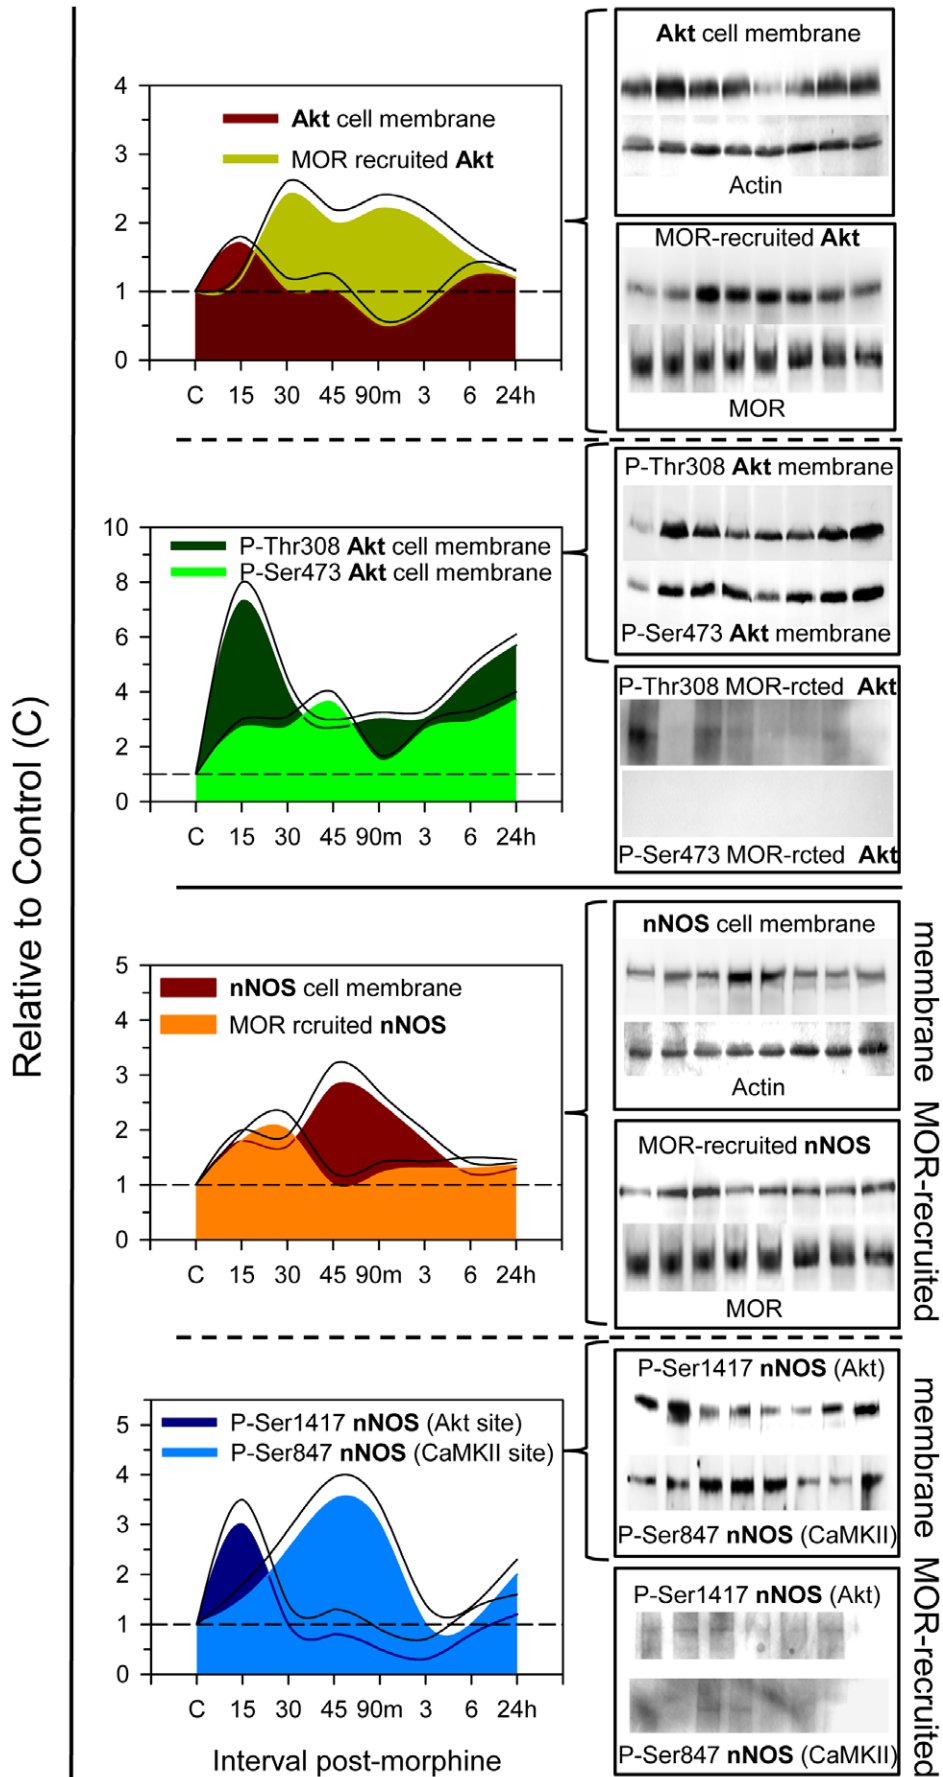 Relative to Control (C)
Akt cell membrane
MOR recruited Akt
4
3
2
1
0
C 15 30 45 90m 3 6 24h
Akt cell membrane
Actin
MOR-recruited Akt
MOR
P-Thr308 Akt cell membrane
P-Ser473 Akt cell membrane
10
8
6
4
2
0
C 15 30 45 90m 3 6 24h
P-Thr308 Akt membrane
P-Ser473 Akt membrane
P-Thr308 MOR-rcted Akt
P-Ser473 MOR-rcted Akt
nNOS cell membrane
MOR rcruited nNOS
5
4
3
2
1
0
C 15 30 45 90m 3 6 24h
nNOS cell membrane
Actin
MOR-recruited nNOS
MOR
membrane MOR-recruited
P-Ser1417 nNOS (Akt site)
P-Ser847 nNOS (CaMKII site)
5
4
3
2
1
0
C 15 30 45 90m 3 6 24h
Interval post-morphine
P-Ser1417 nNOS (Akt)
P-Ser847 nNOS (CaMKII)
P-Ser1417 nNOS (Akt)
P-Ser847 nNOS (CaMKII)
membrane MOR-recruited